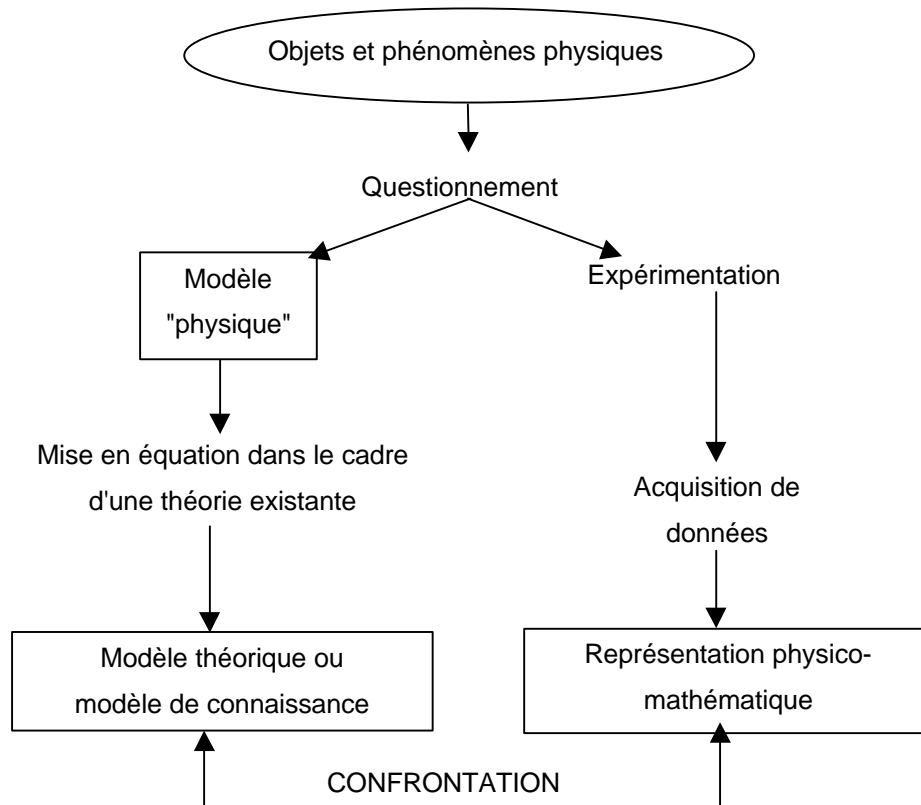 Objets et phénomènes physiques
Questionnement
Modèle
"physique"
Expérimentation
Mise en équation dans le cadre
d'une théorie existante
Acquisition de
données
Modèle théorique ou
modèle de connaissance
Représentation physico-
mathématique
CONFRONTATION